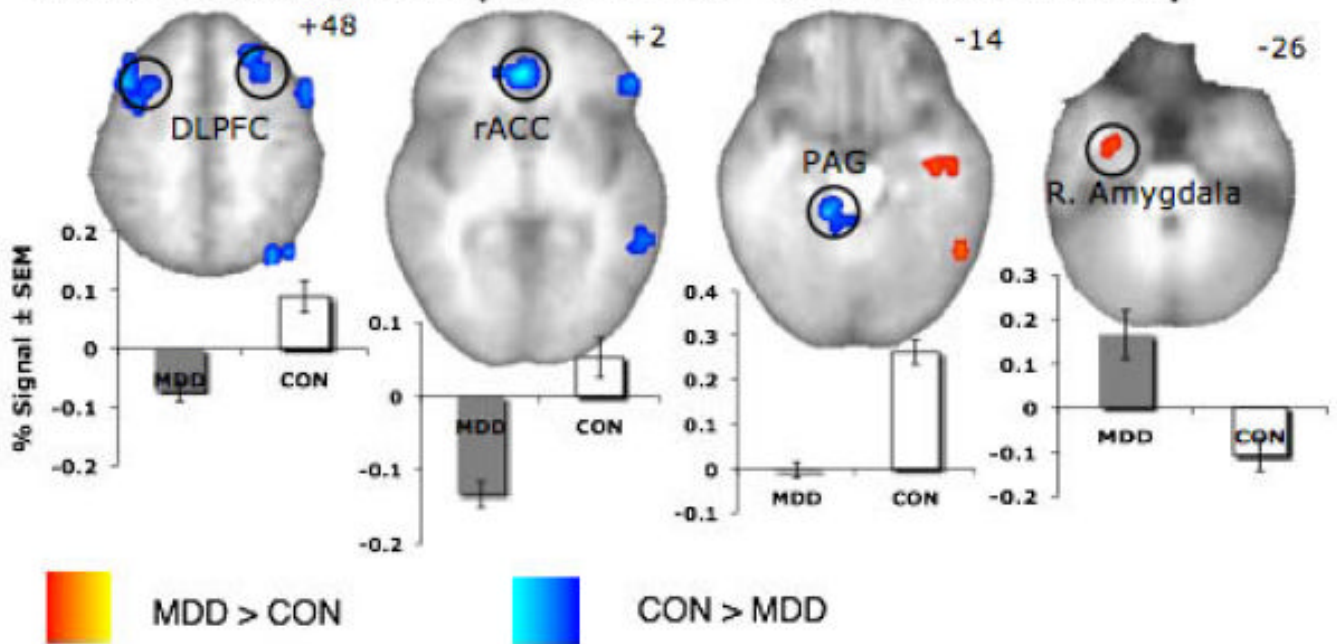 +48
+2
-14
-26
DLPFC
rACC
PAG
R. Amygdala
% Signal ± SEM
0.2
0.1
0
-0.1
-0.2
MDD
CON
0.1
0
-0.1
-0.2
MDD
CON
0.4
0.3
0.2
0.1
0
-0.1
MDD
CON
0.3
0.2
0.1
0
-0.1
-0.2
MDD
CON
MDD > CON
CON > MDD